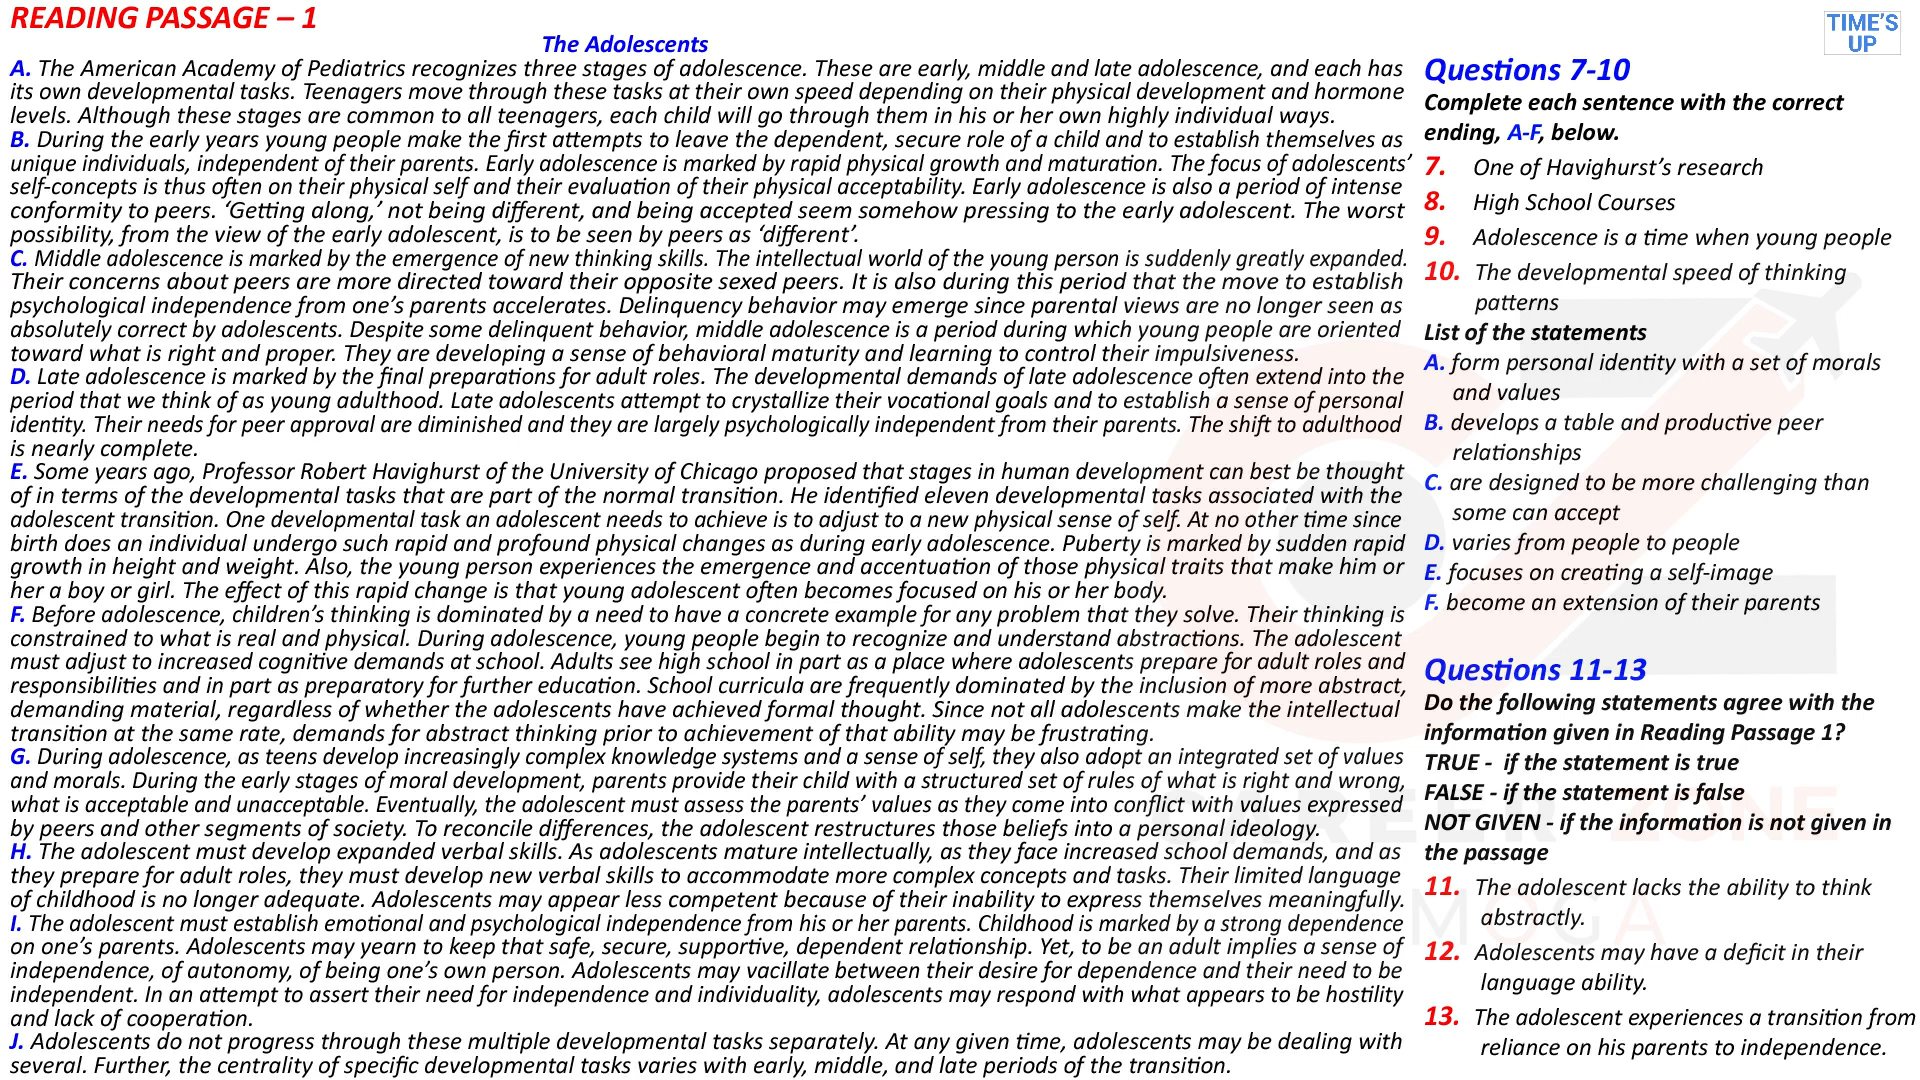 READING PASSAGE – 1
The Adolescents
A. The American Academy of Pediatrics recognizes three stages of adolescence. These are early, middle and late adolescence, and each has
its own developmental tasks. Teenagers move through these tasks at their own speed depending on their physical development and hormone
levels. Although these stages are common to all teenagers, each child will go through them in his or her own highly individual ways.
B. During the early years young people make the first attempts to leave the dependent, secure role of a child and to establish themselves as
unique individuals, independent of their parents. Early adolescence is marked by rapid physical growth and maturation. The focus of adolescents’
self-concepts is thus often on their physical self and their evaluation of their physical acceptability. Early adolescence is also a period of intense
conformity to peers. ‘Getting along,’ not being different, and being accepted seem somehow pressing to the early adolescent. The worst
possibility, from the view of the early adolescent, is to be seen by peers as ‘different’.
C. Middle adolescence is marked by the emergence of new thinking skills. The intellectual world of the young person is suddenly greatly expanded.
Their concerns about peers are more directed toward their opposite sexed peers. It is also during this period that the move to establish
psychological independence from one’s parents accelerates. Delinquency behavior may emerge since parental views are no longer seen as
absolutely correct by adolescents. Despite some delinquent behavior, middle adolescence is a period during which young people are oriented
toward what is right and proper. They are developing a sense of behavioral maturity and learning to control their impulsiveness.
D. Late adolescence is marked by the final preparations for adult roles. The developmental demands of late adolescence often extend into the
period that we think of as young adulthood. Late adolescents attempt to crystallize their vocational goals and to establish a sense of personal
identity. Their needs for peer approval are diminished and they are largely psychologically independent from their parents. The shift to adulthood
is nearly complete.
E. Some years ago, Professor Robert Havighurst of the University of Chicago proposed that stages in human development can best be thought
of in terms of the developmental tasks that are part of the normal transition. He identified eleven developmental tasks associated with the
adolescent transition. One developmental task an adolescent needs to achieve is to adjust to a new physical sense of self. At no other time since
birth does an individual undergo such rapid and profound physical changes as during early adolescence. Puberty is marked by sudden rapid
growth in height and weight. Also, the young person experiences the emergence and accentuation of those physical traits that make him or
her a boy or girl. The effect of this rapid change is that young adolescent often becomes focused on his or her body.
F. Before adolescence, children’s thinking is dominated by a need to have a concrete example for any problem that they solve. Their thinking is
constrained to what is real and physical. During adolescence, young people begin to recognize and understand abstractions. The adolescent
must adjust to increased cognitive demands at school. Adults see high school in part as a place where adolescents prepare for adult roles and
responsibilities and in part as preparatory for further education. School curricula are frequently dominated by the inclusion of more abstract,
demanding material, regardless of whether the adolescents have achieved formal thought. Since not all adolescents make the intellectual
transition at the same rate, demands for abstract thinking prior to achievement of that ability may be frustrating.
G. During adolescence, as teens develop increasingly complex knowledge systems and a sense of self, they also adopt an integrated set of values
and morals. During the early stages of moral development, parents provide their child with a structured set of rules of what is right and wrong,
what is acceptable and unacceptable. Eventually, the adolescent must assess the parents’ values as they come into conflict with values expressed
by peers and other segments of society. To reconcile differences, the adolescent restructures those beliefs into a personal ideology.
H. The adolescent must develop expanded verbal skills. As adolescents mature intellectually, as they face increased school demands, and as
they prepare for adult roles, they must develop new verbal skills to accommodate more complex concepts and tasks. Their limited language
of childhood is no longer adequate. Adolescents may appear less competent because of their inability to express themselves meaningfully.
I. The adolescent must establish emotional and psychological independence from his or her parents. Childhood is marked by a strong dependence
on one’s parents. Adolescents may yearn to keep that safe, secure, supportive, dependent relationship. Yet, to be an adult implies a sense of
independence, of autonomy, of being one’s own person. Adolescents may vacillate between their desire for dependence and their need to be
independent. In an attempt to assert their need for independence and individuality, adolescents may respond with what appears to be hostility
and lack of cooperation.
J. Adolescents do not progress through these multiple developmental tasks separately. At any given time, adolescents may be dealing with
several. Further, the centrality of specific developmental tasks varies with early, middle, and late periods of the transition.
TIME’S
UP
Questions 7-10
Complete each sentence with the correct
ending, A-F, below.
7. One of Havighurst’s research
8. High School Courses
9. Adolescence is a time when young people
10. The developmental speed of thinking
patterns
List of the statements
A. form personal identity with a set of morals
and values
B. develops a table and productive peer
relationships
C. are designed to be more challenging than
some can accept
D. varies from people to people
E. focuses on creating a self-image
F. become an extension of their parents
Questions 11-13
Do the following statements agree with the
information given in Reading Passage 1?
TRUE - if the statement is true
FALSE - if the statement is false
NOT GIVEN - if the information is not given in
the passage
11. The adolescent lacks the ability to think
abstractly.
12. Adolescents may have a deficit in their
language ability.
13. The adolescent experiences a transition from
reliance on his parents to independence.
CAREER ZONE
MOGA